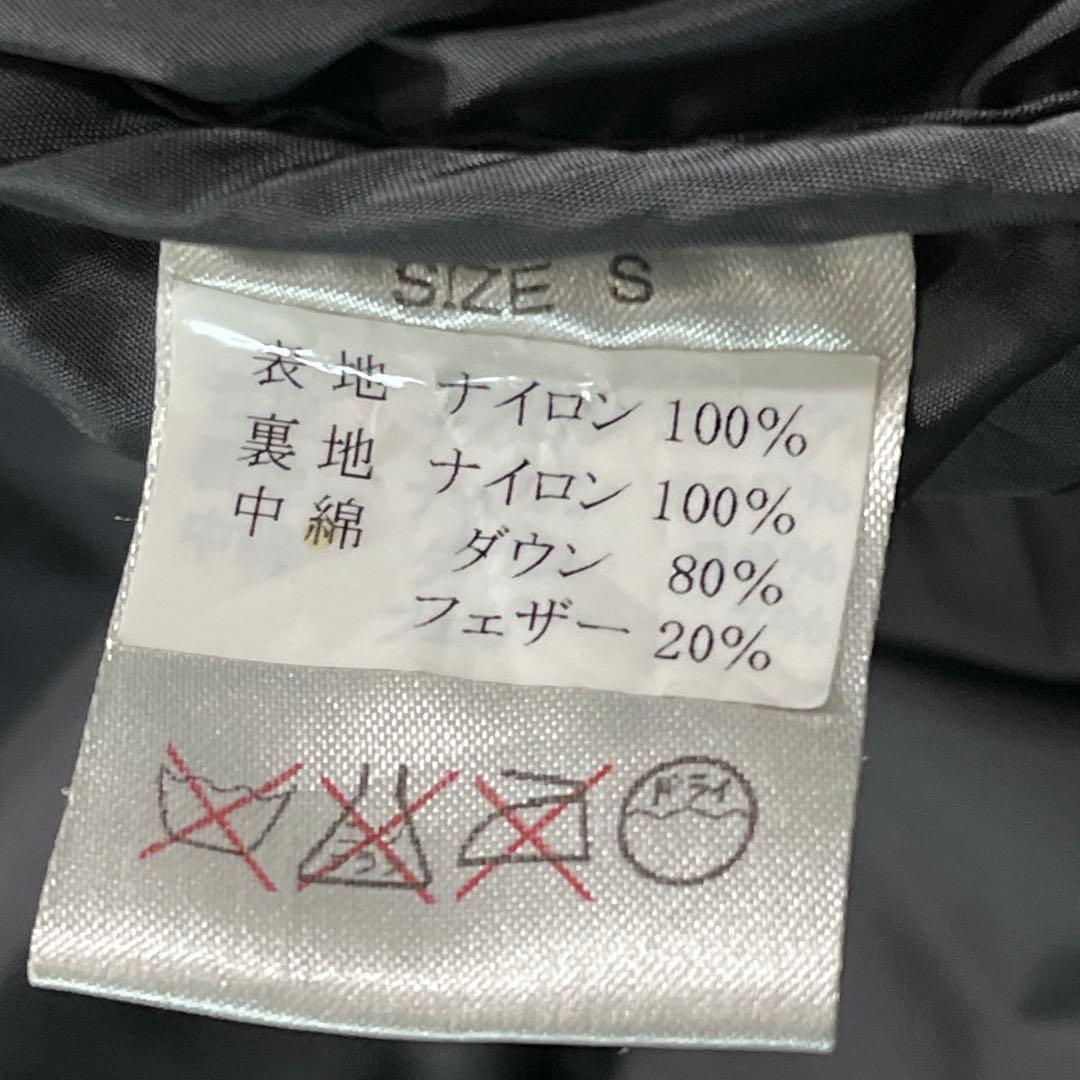 SIZE S
表地 ナイロン 100%
裏地 ナイロン 100%
中綿 ダウン 80%
フェザー 20%
ドライ